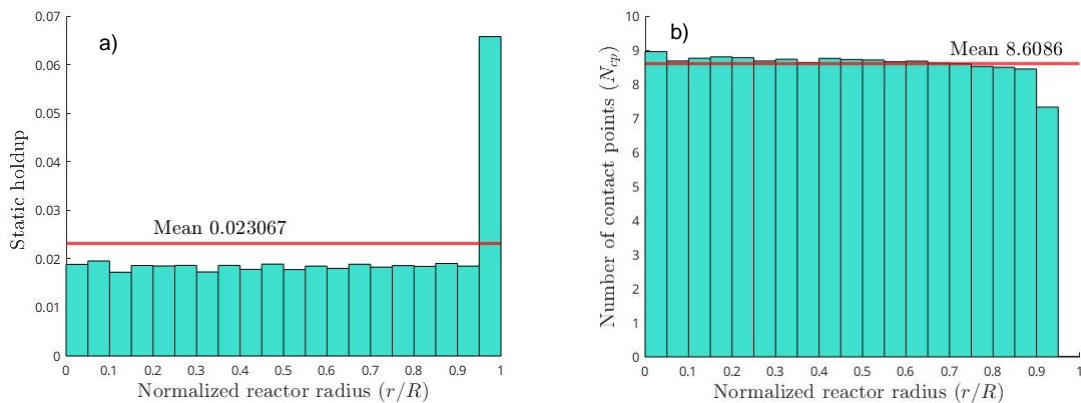 a)
0.07
0.06
0.05
0.04
0.03
0.02
0.01
0
Static holdup
Mean 0.023067
0 0.1 0.2 0.3 0.4 0.5 0.6 0.7 0.8 0.9 1
Normalized reactor radius (r/R)
b)
10
9
8
7
6
5
4
3
2
1
0
Number of contact points (N_{cp})
Mean 8.6086
0 0.1 0.2 0.3 0.4 0.5 0.6 0.7 0.8 0.9 1
Normalized reactor radius (r/R)